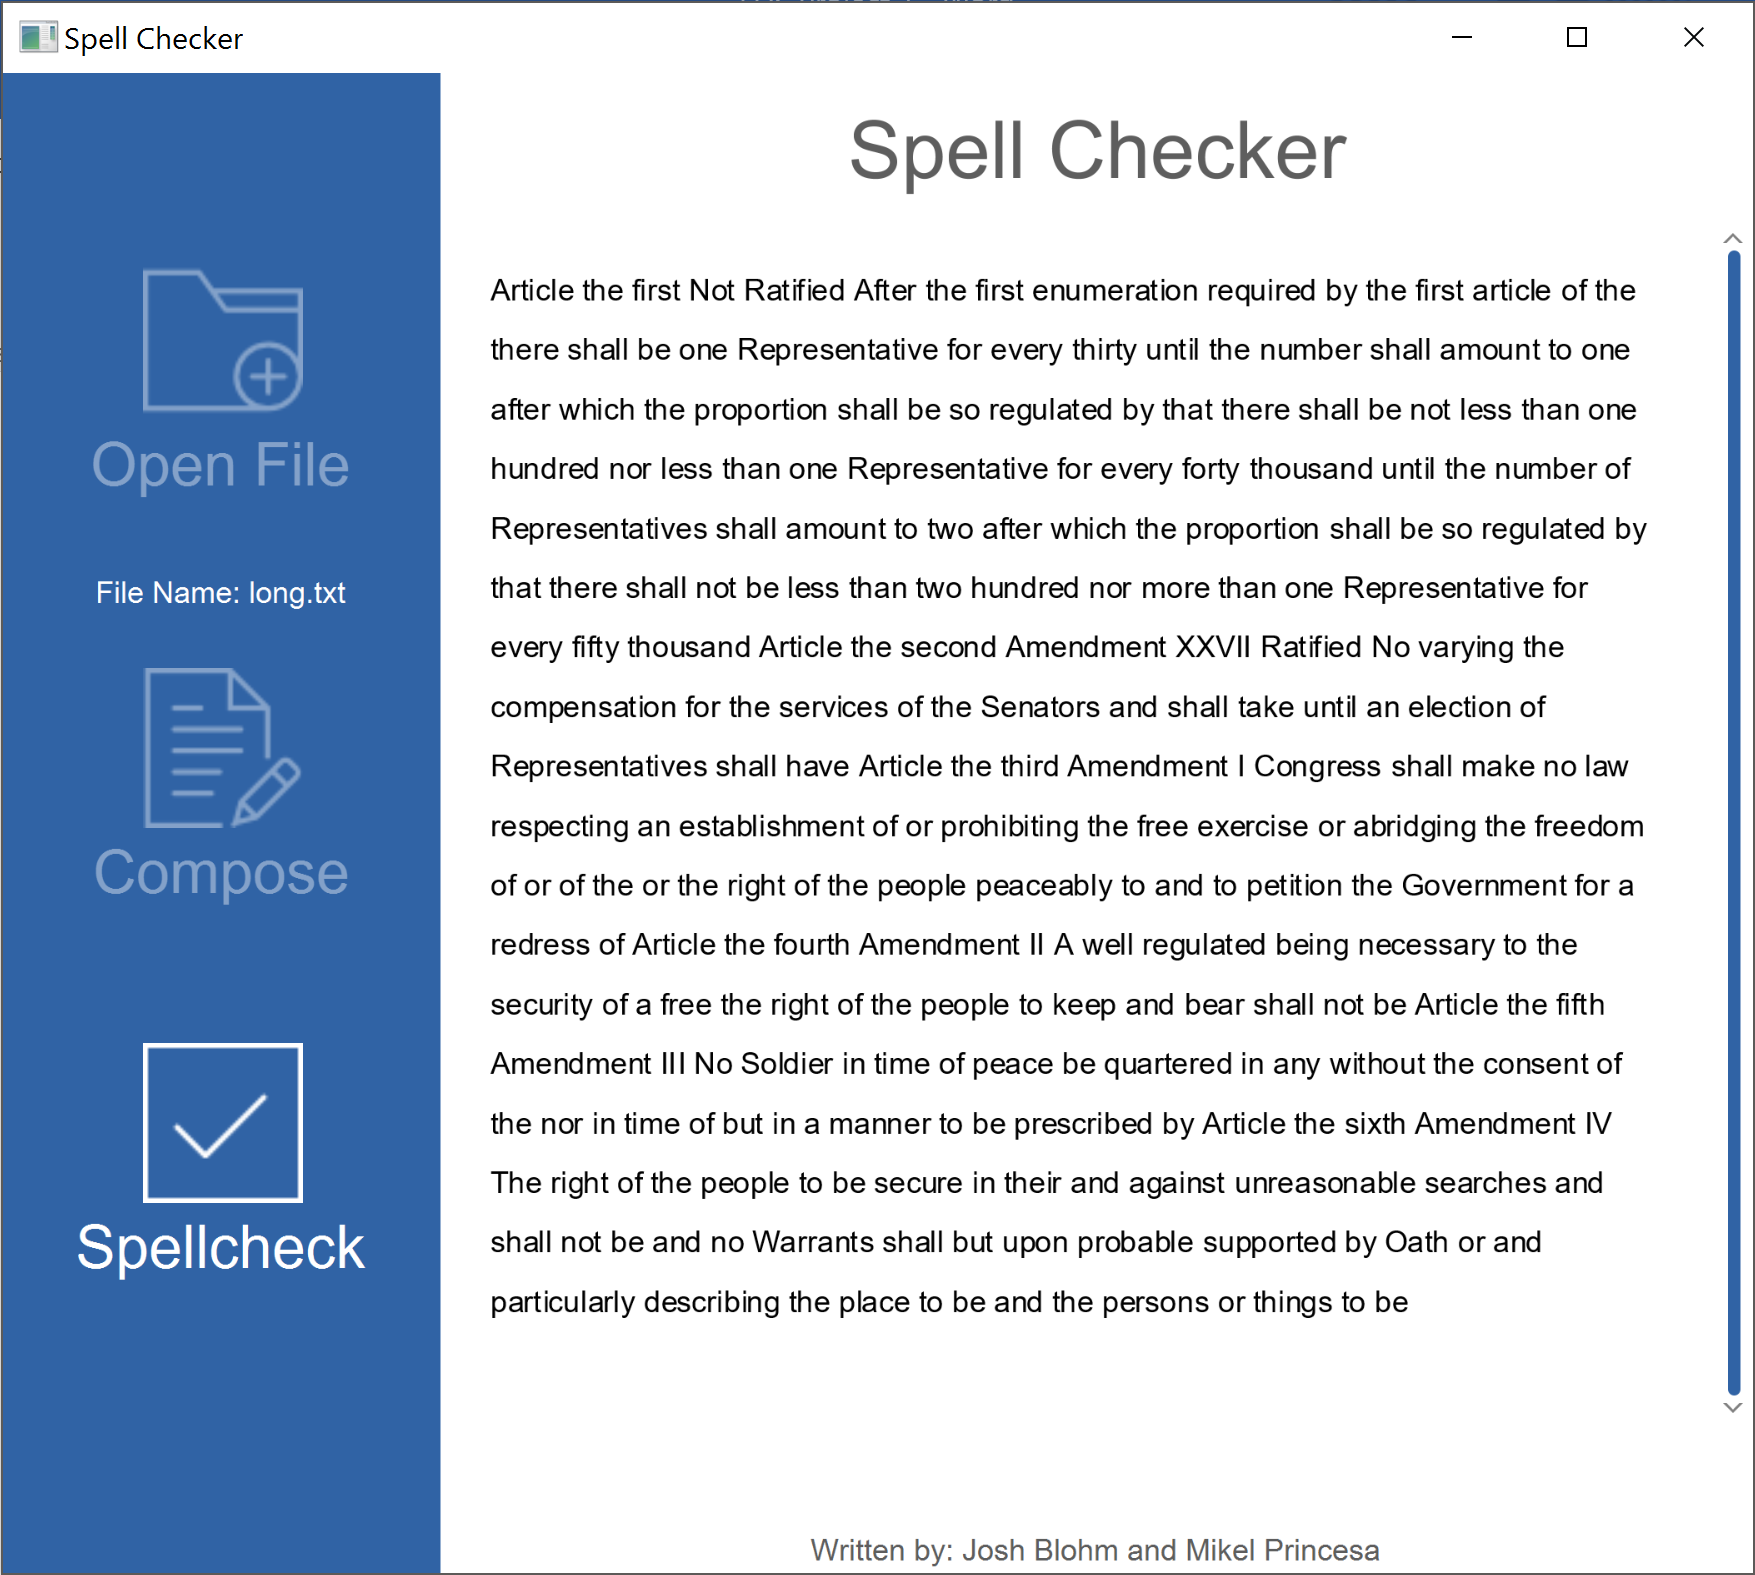 Spell Checker
Spell Checker
Open File
File Name: long.txt
Compose
Spellcheck
Article the first Not Ratified After the first enumeration required by the first article of the
there shall be one Representative for every thirty until the number shall amount to one
after which the proportion shall be so regulated by that there shall be not less than one
hundred nor less than one Representative for every forty thousand until the number of
Representatives shall amount to two after which the proportion shall be so regulated by
that there shall not be less than two hundred nor more than one Representative for
every fifty thousand Article the second Amendment XXVII Ratified No varying the
compensation for the services of the Senators and shall take until an election of
Representatives shall have Article the third Amendment I Congress shall make no law
respecting an establishment of or prohibiting the free exercise or abridging the freedom
of or of the or the right of the people peaceably to and to petition the Government for a
redress of Article the fourth Amendment II A well regulated being necessary to the
security of a free the right of the people to keep and bear shall not be Article the fifth
Amendment III No Soldier in time of peace be quartered in any without the consent of
the nor in time of but in a manner to be prescribed by Article the sixth Amendment IV
The right of the people to be secure in their and against unreasonable searches and
shall not be and no Warrants shall but upon probable supported by Oath or and
particularly describing the place to be and the persons or things to be
Written by: Josh Blohm and Mikel Princesa